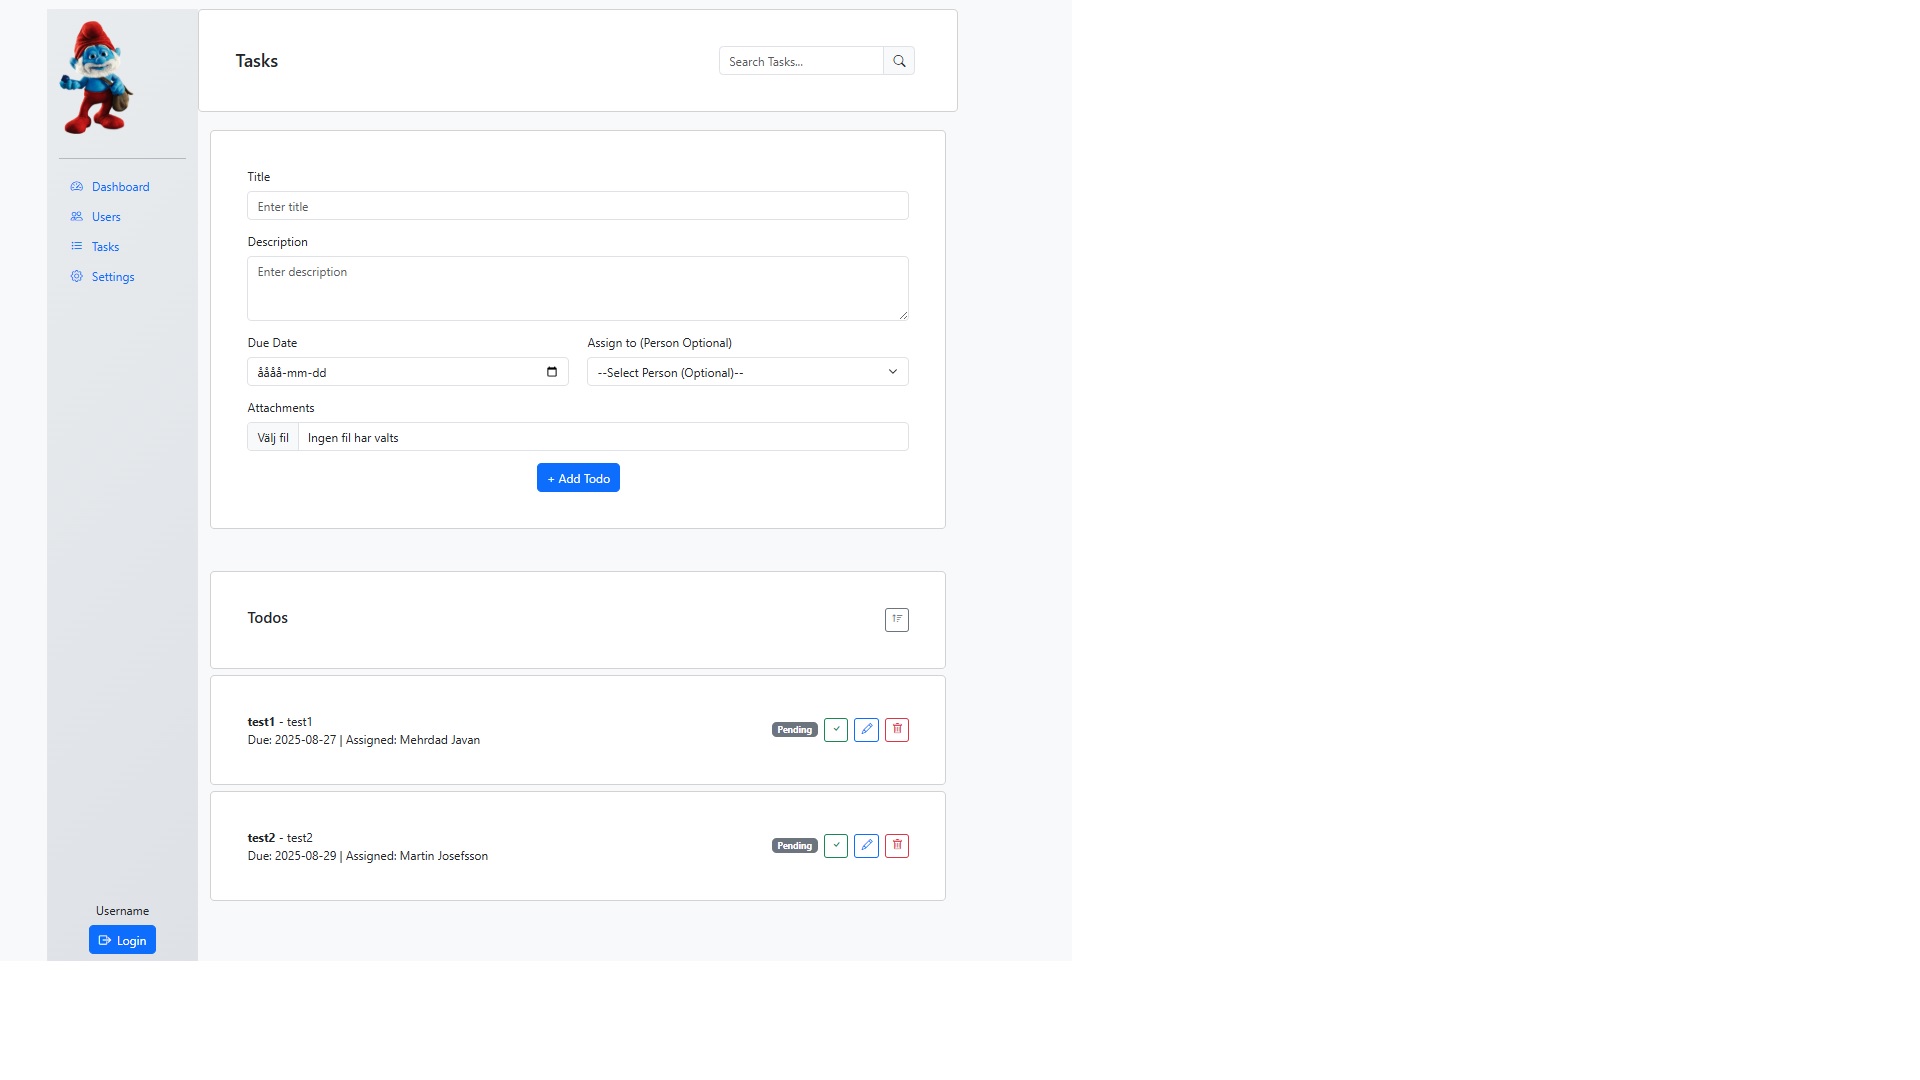 Tasks
Search Tasks...
Dashboard
Users
Tasks
Settings
Title
Enter title
Description
Enter description
Due Date
Assign to (Person Optional)
åååå-mm-dd
--Select Person (Optional)--
Attachments
Välj fil
Ingen fil har valts
+ Add Todo
Todos
test1 - test1
Due: 2025-08-27 | Assigned: Mehrdad Javan
Pending
test2 - test2
Due: 2025-08-29 | Assigned: Martin Josefsson
Pending
Username
Login